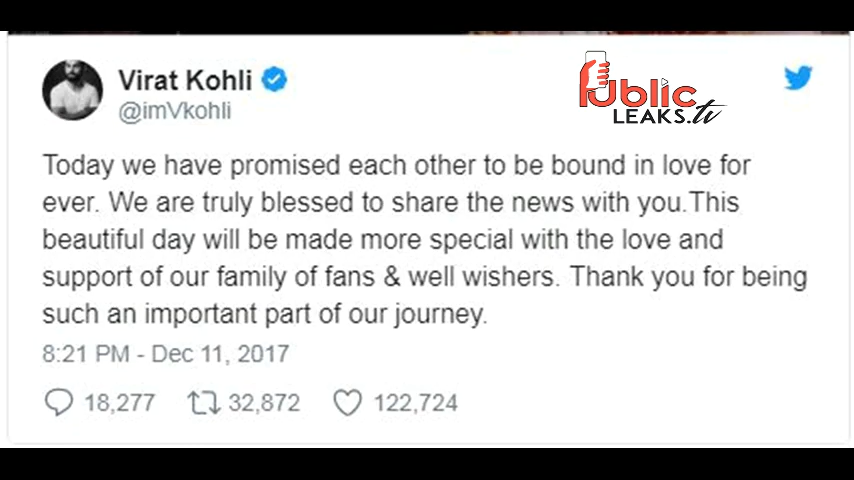 Virat Kohli
@imVkohli
Public
LEAKS.tv
Today we have promised each other to be bound in love for
ever. We are truly blessed to share the news with you.This
beautiful day will be made more special with the love and
support of our family of fans & well wishers. Thank you for being
such an important part of our journey.
8:21 PM - Dec 11, 2017
18,277 32,872 122,724